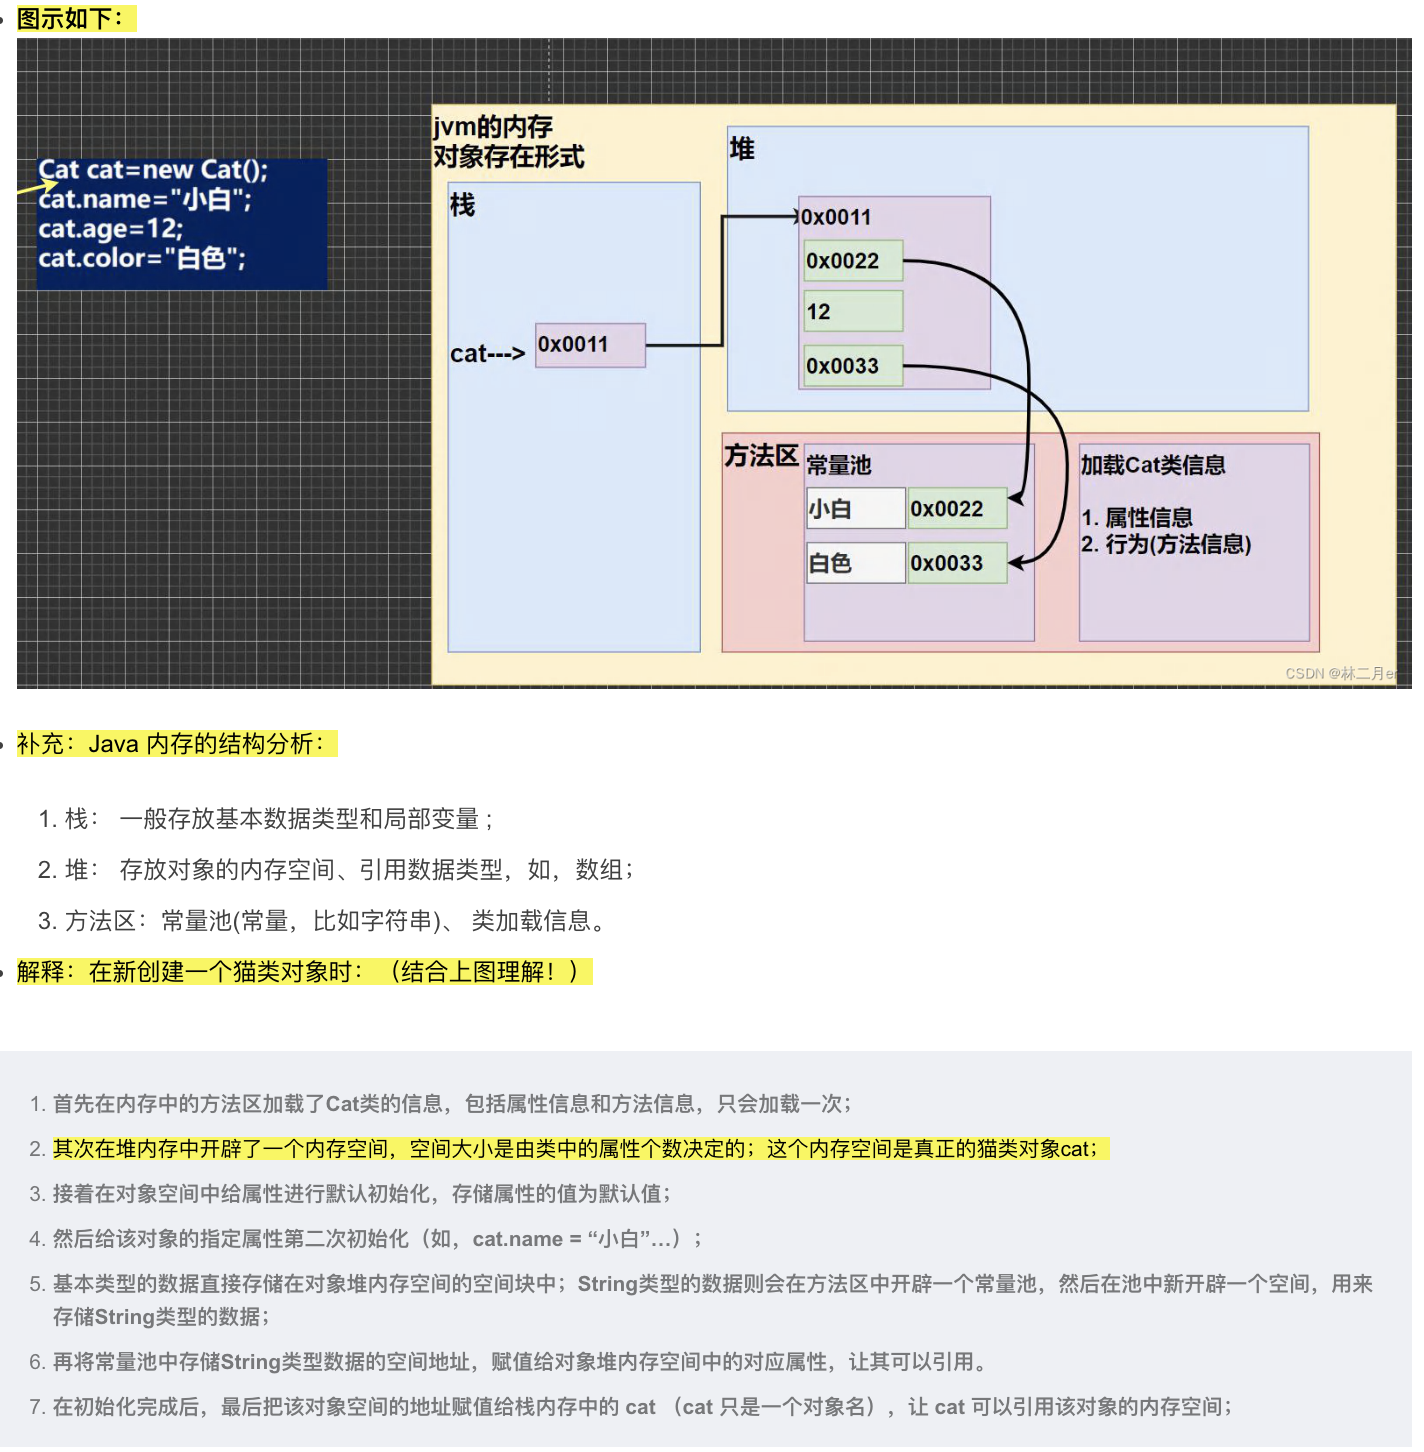 图示如下：
Cat cat=new Cat();
cat.name="小白";
cat.age=12;
cat.color="白色";
jvm的内存
对象存在形式
栈
cat--->
0x0011
堆
0x0011
0x0022
12
0x0033
方法区
常量池
小白 0x0022
白色 0x0033
加载Cat类信息
1. 属性信息
2. 行为(方法信息)
CSDN @林二月er
补充：Java 内存的结构分析：
1. 栈： 一般存放基本数据类型和局部变量；
2. 堆： 存放对象的内存空间、引用数据类型，如，数组；
3. 方法区：常量池(常量，比如字符串)、 类加载信息。
解释：在新创建一个猫类对象时：（结合上图理解！）
1. 首先在内存中的方法区加载了Cat类的信息，包括属性信息和方法信息，只会加载一次；
2. 其次在堆内存中开辟了一个内存空间，空间大小是由类中的属性个数决定的；这个内存空间是真正的猫类对象cat；
3. 接着在对象空间中给属性进行默认初始化，存储属性的值为默认值；
4. 然后给该对象的指定属性第二次初始化（如，cat.name = “小白”…）；
5. 基本类型的数据直接存储在对象堆内存空间的空间块中；String类型的数据则会在方法区中开辟一个常量池，然后在池中新开辟一个空间，用来
存储String类型的数据；
6. 再将常量池中存储String类型数据的空间地址，赋值给对象堆内存空间中的对应属性，让其可以引用。
7. 在初始化完成后，最后把该对象空间的地址赋值给栈内存中的 cat （cat 只是一个对象名），让 cat 可以引用该对象的内存空间；